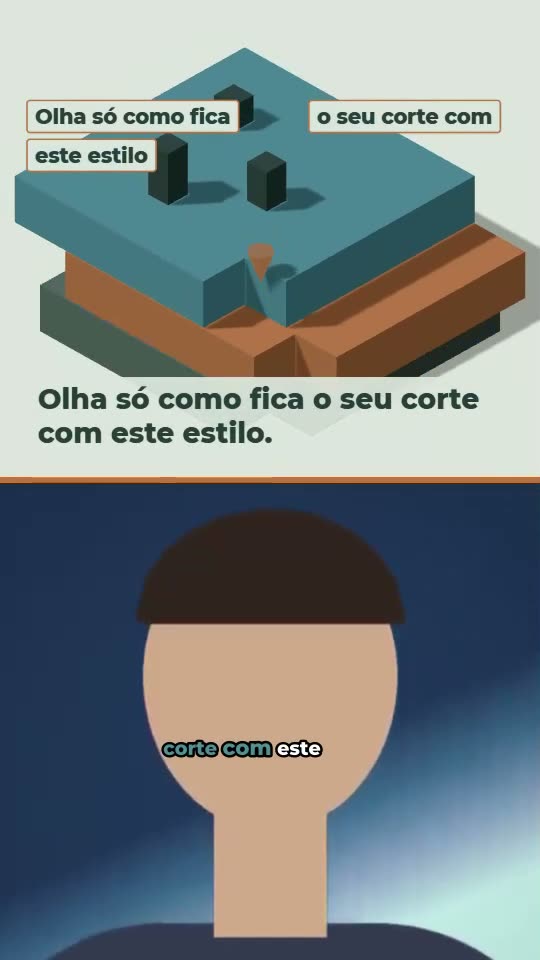 Olha só como fica
o seu corte com
este estilo
Olha só como fica o seu corte
com este estilo.
corte com este